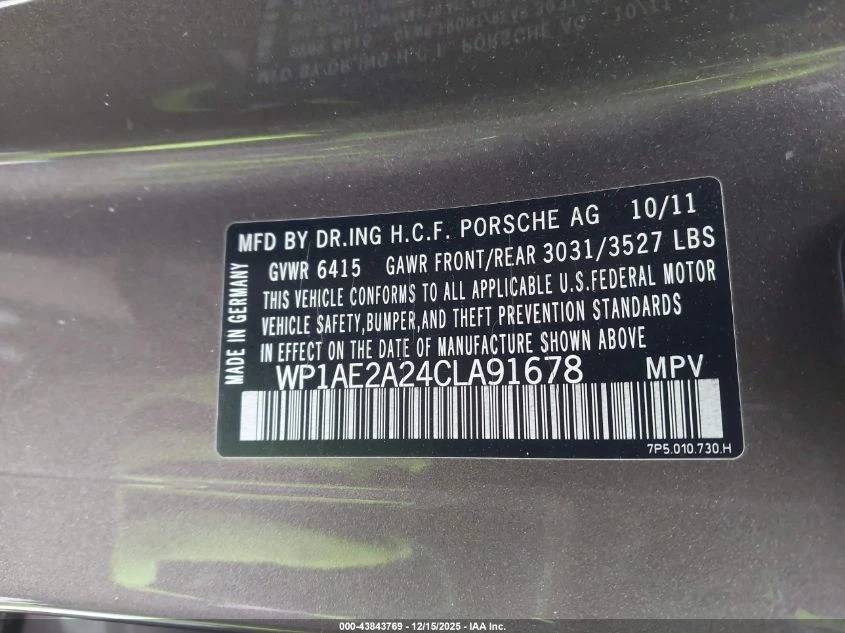 MFD BY DR.ING H.C.F. PORSCHE AG 10/11
GVWR 6415 GAWR FRONT/REAR 3031/3527 LBS
THIS VEHICLE CONFORMS TO ALL APPLICABLE U.S.FEDERAL MOTOR
VEHICLE SAFETY,BUMPER,AND THEFT PREVENTION STANDARDS
IN EFFECT ON DATE OF MANUFACTURE SHOWN ABOVE
WP1AE2A24CLA91678 MPV
MADE IN GERMANY
7P5.010.730.H
000-43843769 - 12/15/2025 - IAA Inc.